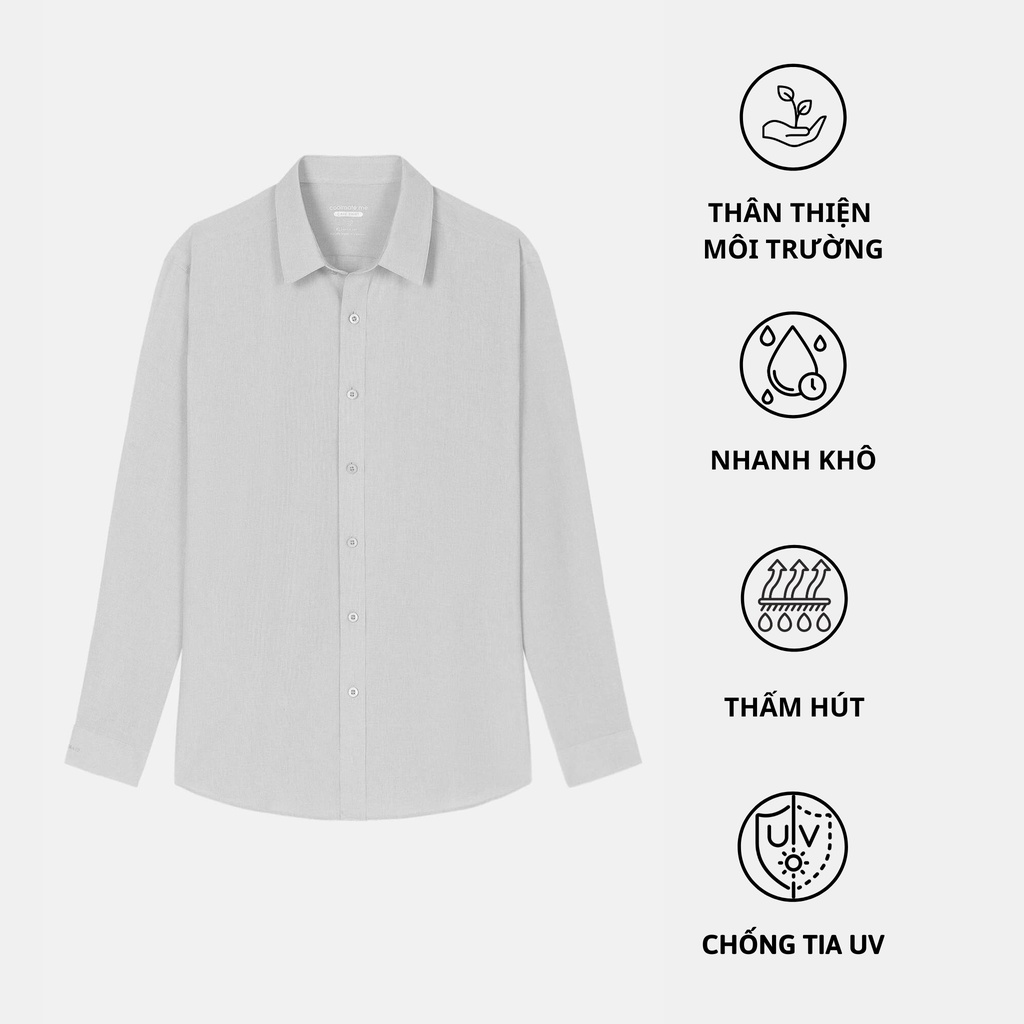 THÂN THIỆN
MÔI TRƯỜNG
NHANH KHÔ
THẤM HÚT
UV
CHỐNG TIA UV